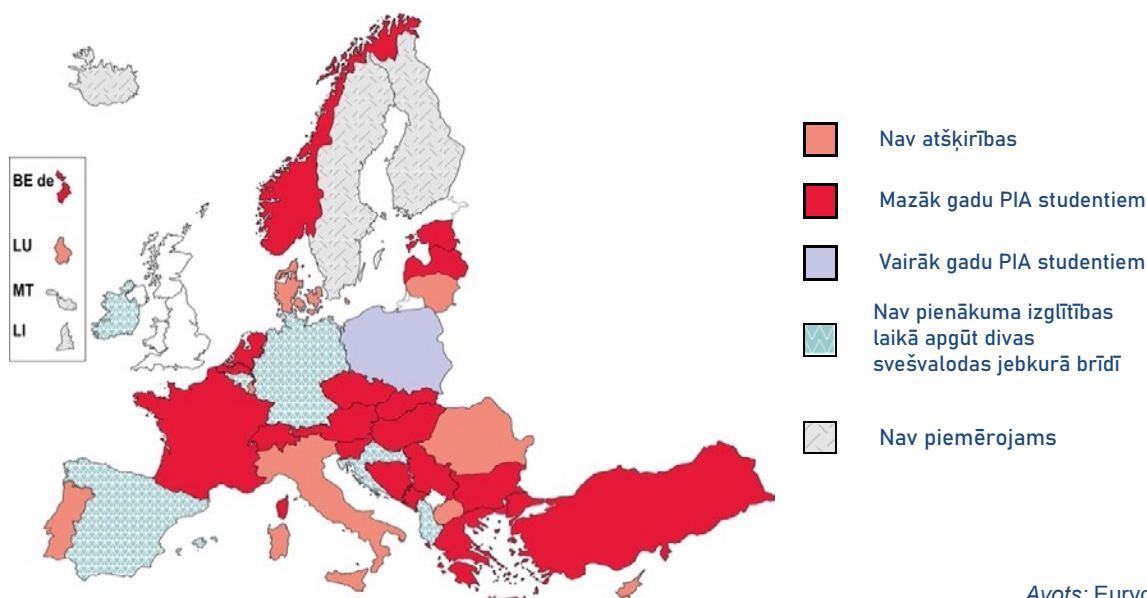 BE de
LU
MT
LI
Nav atšķirības
Mazāk gadu PIA studentiem
Vairāk gadu PIA studentiem
Nav pienākuma izglītības
laikā apgūt divas
svešvalodas jebkurā brīdī
Nav piemērojams
Avots: